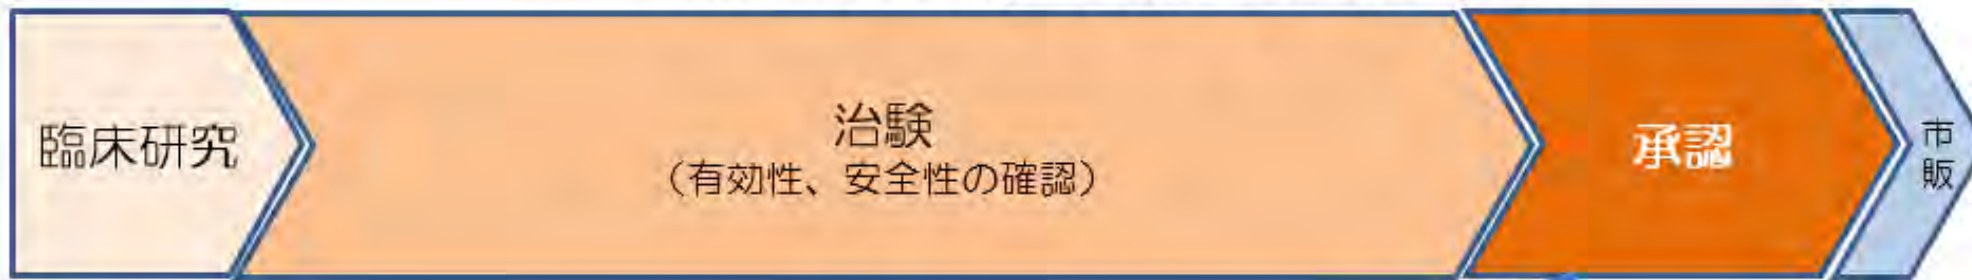 臨床研究
治験
（有効性、安全性の確認）
承認
市
販